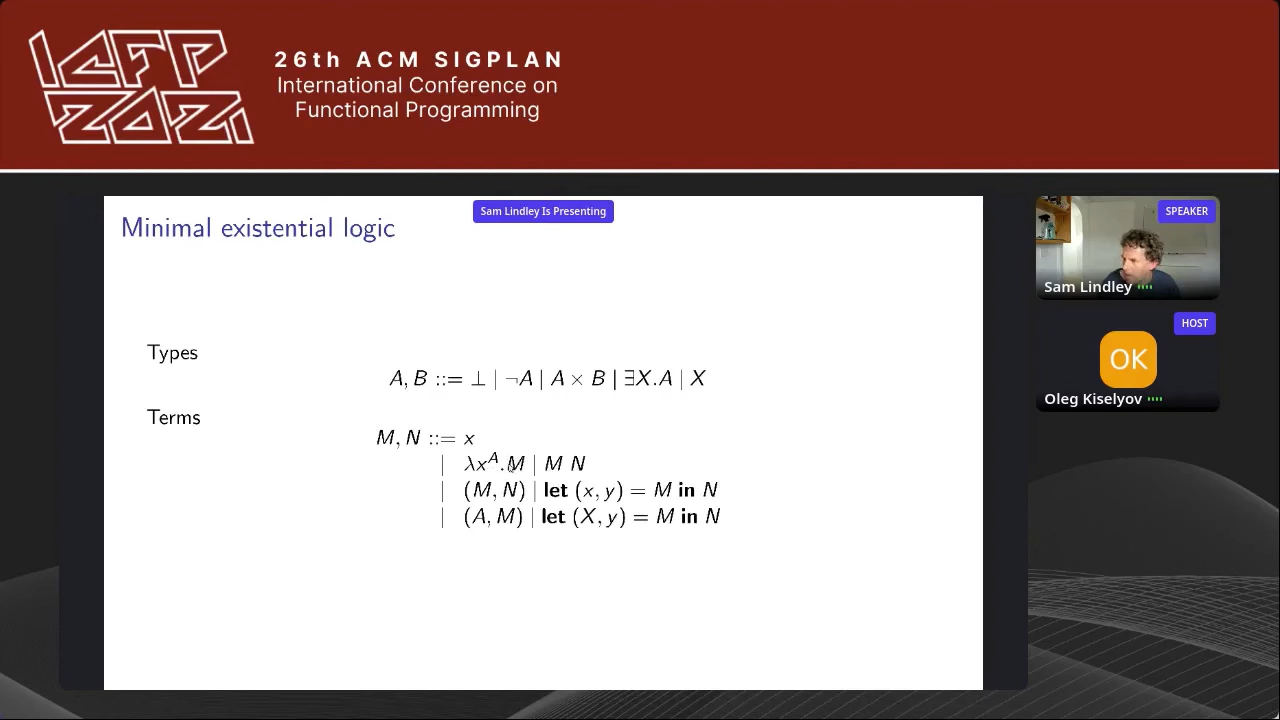 ICFP
2021
26th ACM SIGPLAN
International Conference on
Functional Programming
Sam Lindley Is Presenting
Minimal existential logic
Types
A, B ::= ⊥ | ¬A | A × B | ∃X.A | X
Terms
M, N ::= x
| λxᴬ.M | M N
| (M, N) | let (x, y) = M in N
| (A, M) | let (X, y) = M in N
SPEAKER
Sam Lindley
HOST
OK
Oleg Kiselyov